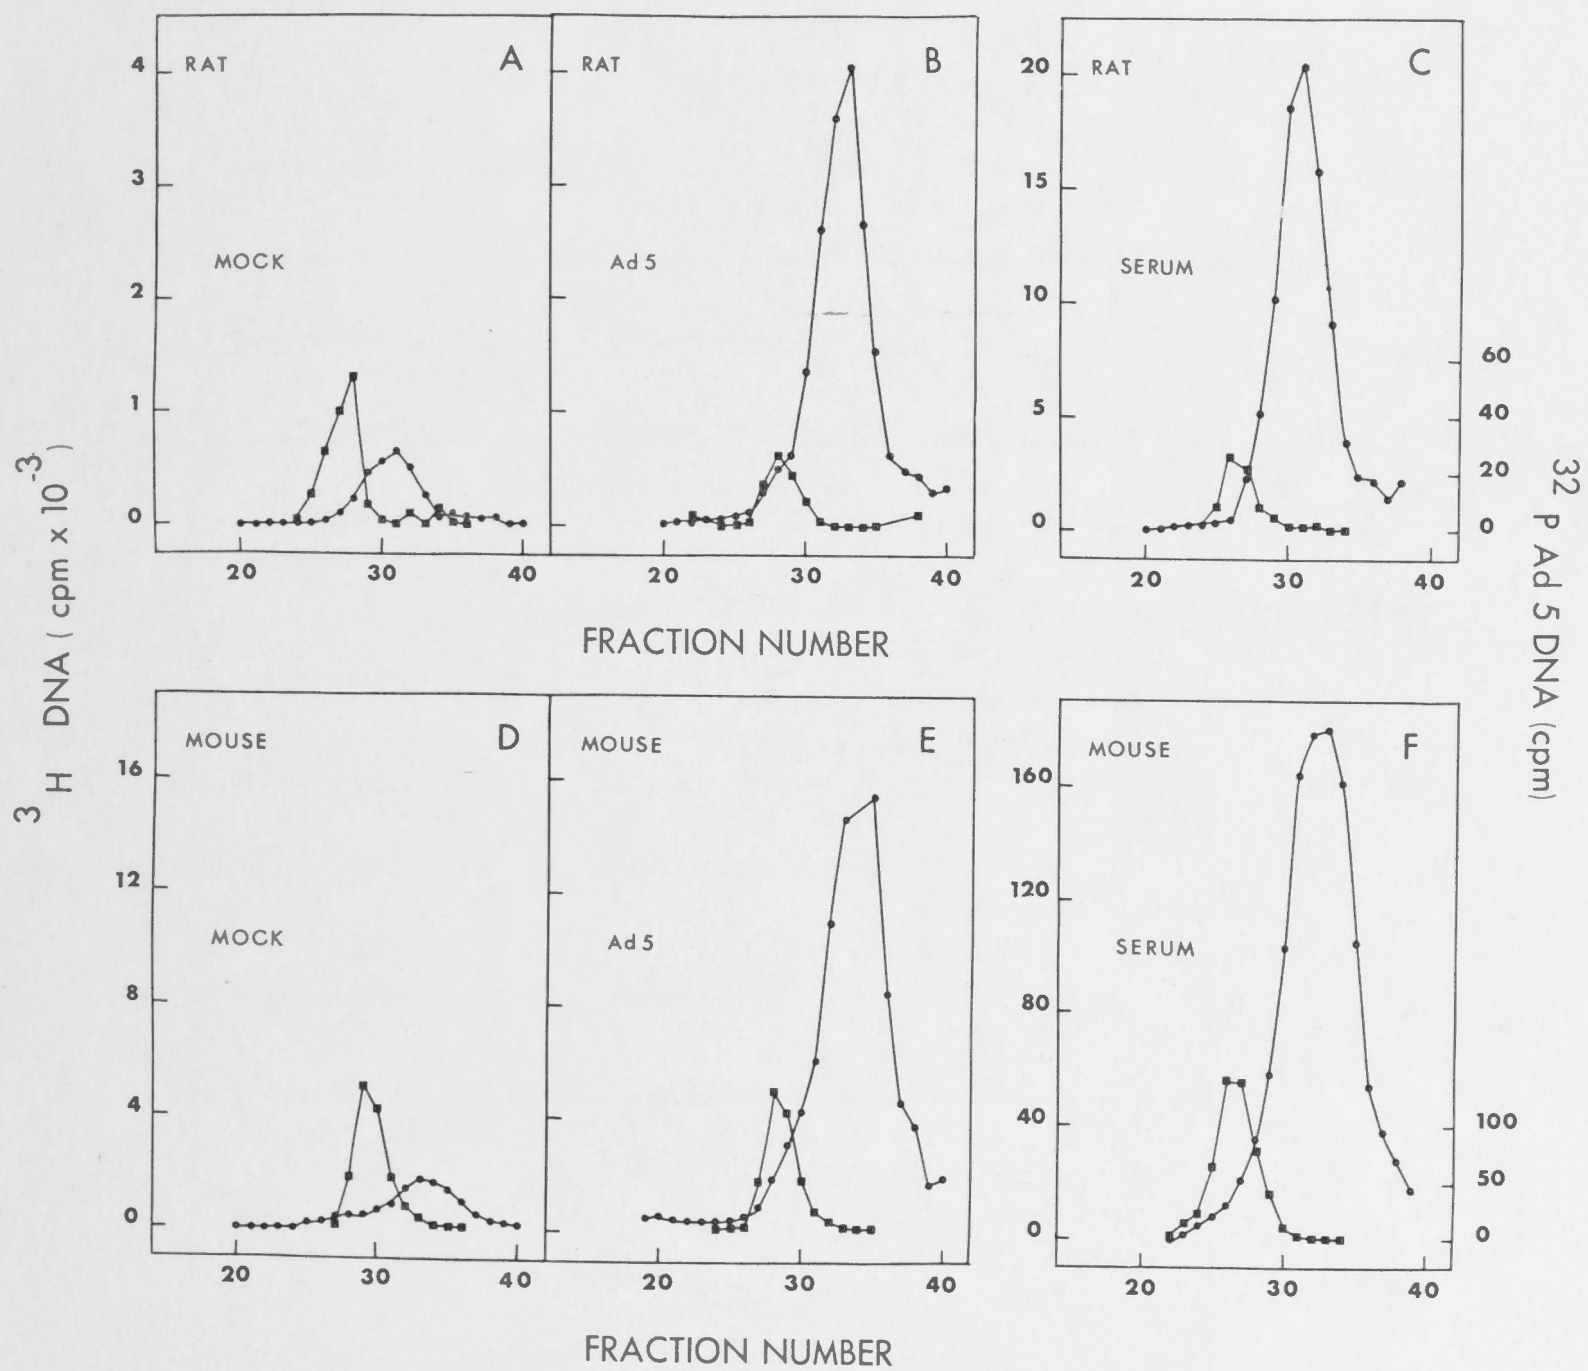 RAT A
MOCK
4
3
2
1
0
20 30 40
RAT B
Ad 5
20 30 40
RAT C
SERUM
20
15
10
5
0
60
40
20
0
20 30 40
FRACTION NUMBER
3H DNA ( cpm x 10-3 )
32P Ad 5 DNA (cpm)
MOUSE D
MOCK
16
12
8
4
0
20 30 40
MOUSE E
Ad 5
20 30 40
MOUSE F
SERUM
160
120
80
40
0
100
50
0
20 30 40
FRACTION NUMBER